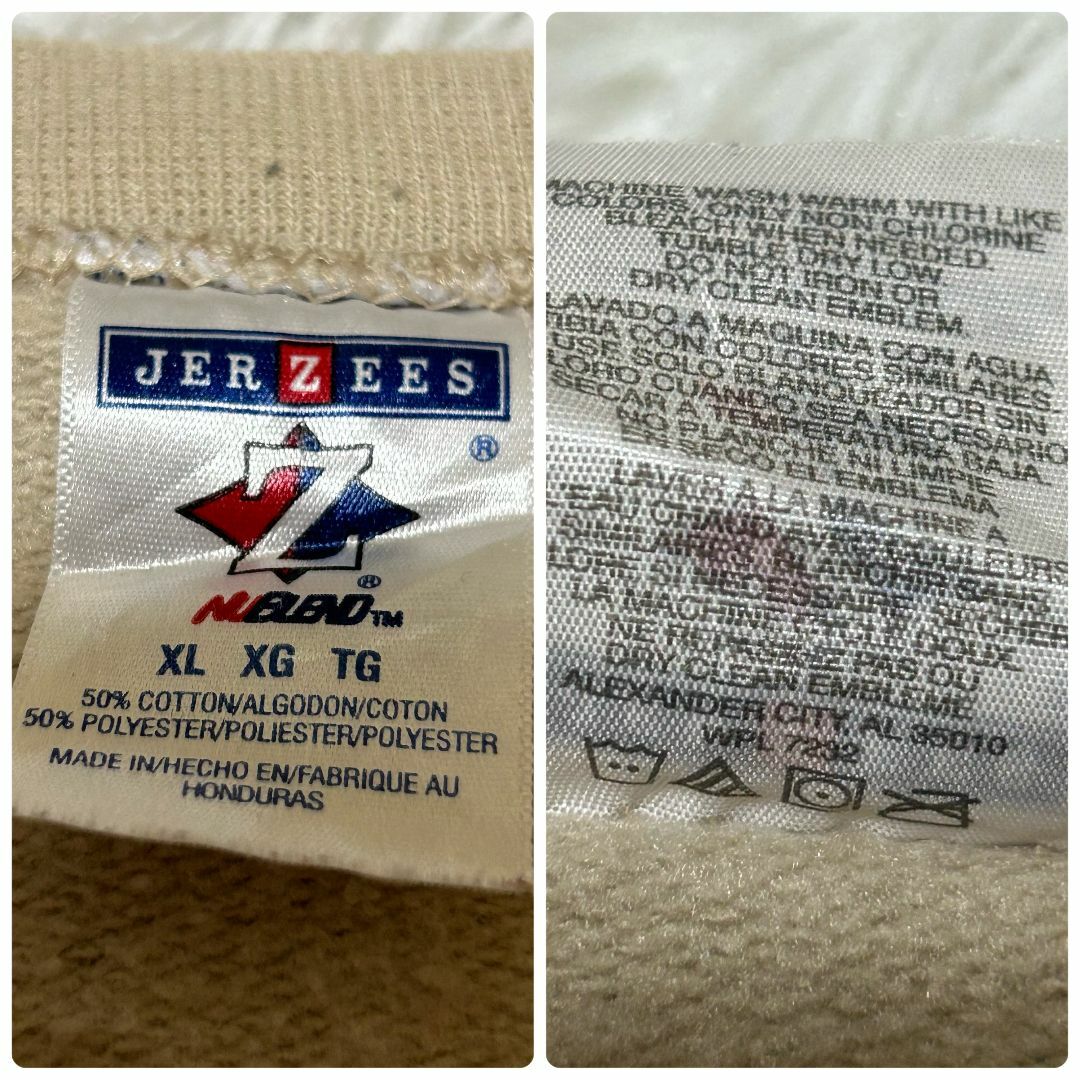 JERZEES
®
Z
®
NUBLEND™
XL XG TG
50% COTTON/ALGODON/COTON
50% POLYESTER/POLIESTER/POLYESTER
MADE IN/HECHO EN/FABRIQUE AU
HONDURAS
MACHINE WASH WARM WITH LIKE
COLORS, ONLY NON CHLORINE
BLEACH WHEN NEEDED.
TUMBLE DRY LOW
DO NOT IRON OR
DRY CLEAN EMBLEM
LAVADO A MAQUINA CON AGUA
TIBIA CON COLORES SIMILARES
USE SOLO BLANQUEADOR SIN
CLORO CUANDO SEA NECESARIO
SECAR A TEMPERATURA BAJA
NO PLANCHE NI LIMPIE
EN SECO EL EMBLEMA
LAVER A LA MACHINE A
NE REPASSEZ PAS OU
DRY CLEAN EMBLEME
ALEXANDER CITY AL 35010
WPL 7292